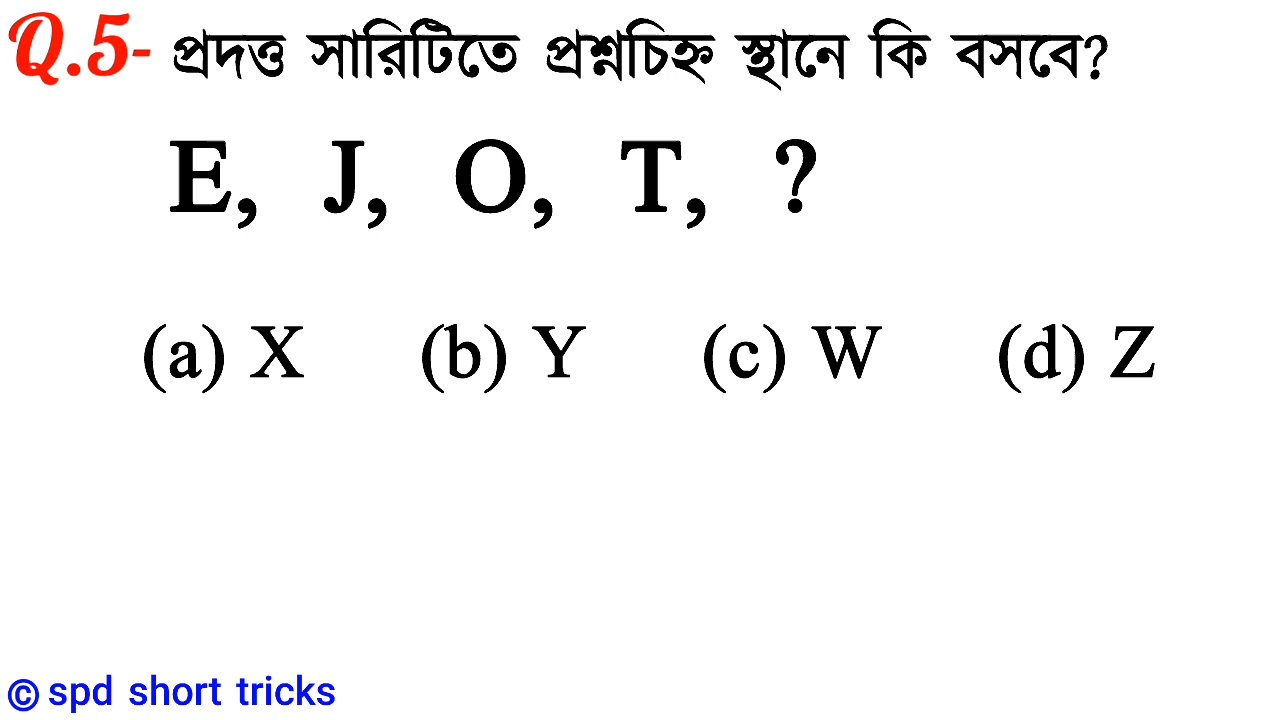 Q.5- প্রদত্ত সারিটিতে প্রশ্নচিহ্ন স্থানে কি বসবে?
E, J, O, T, ?
(a) X (b) Y (c) W (d) Z
© spd short tricks